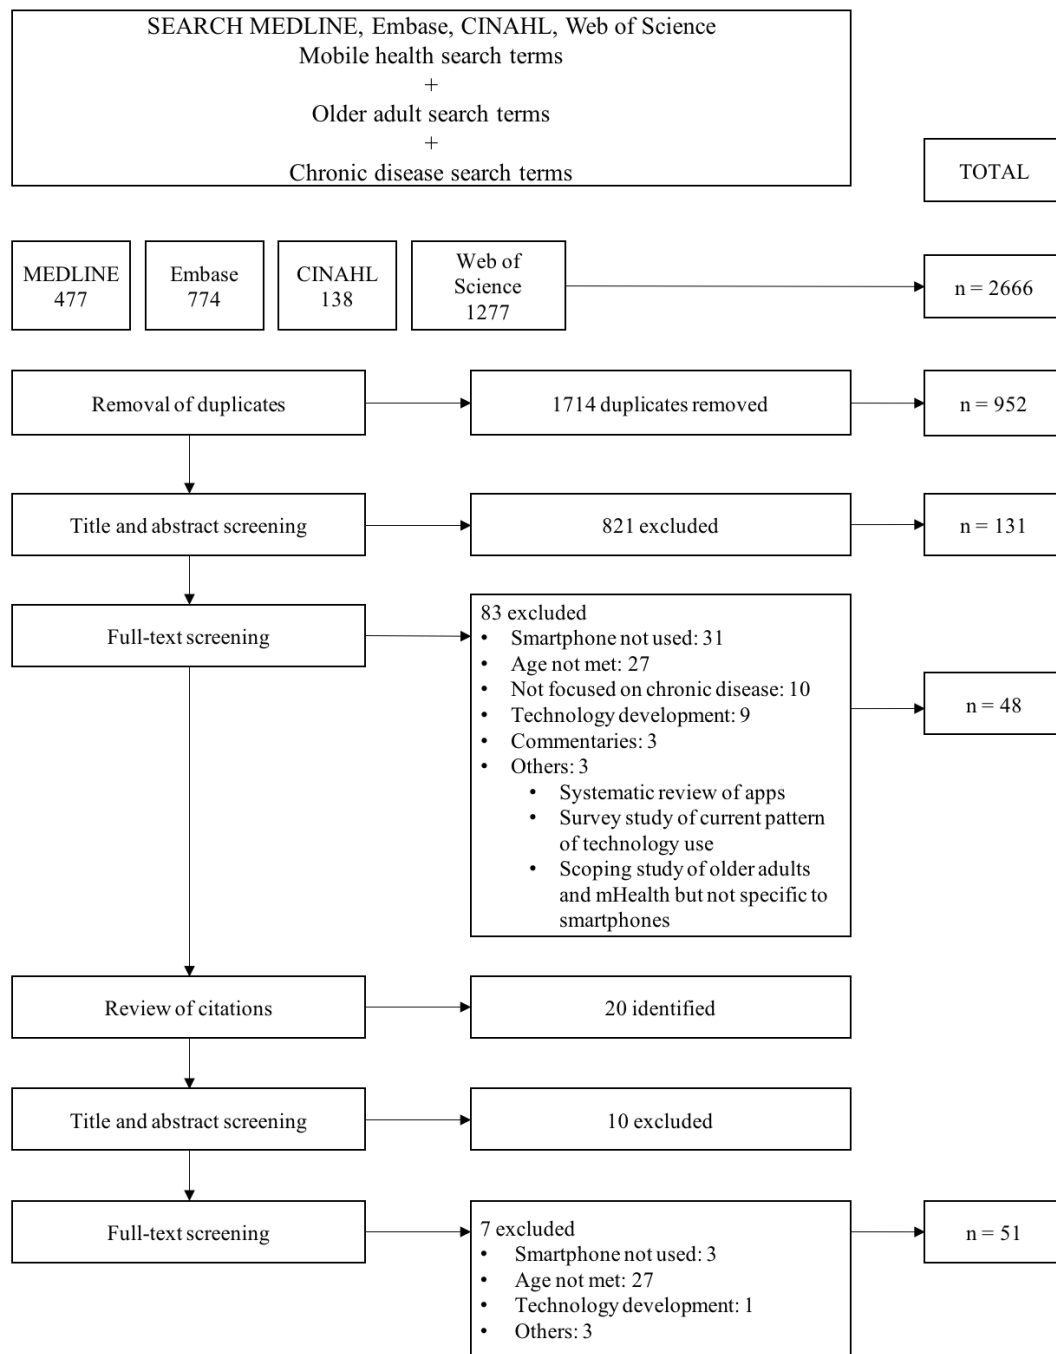 SEARCH MEDLINE, Embase, CINAHL, Web of Science
Mobile health search terms
+
Older adult search terms
+
Chronic disease search terms
TOTAL
MEDLINE
477
Embase
774
CINAHL
138
Web of
Science
1277
n = 2666
Removal of duplicates
1714 duplicates removed
n = 952
Title and abstract screening
821 excluded
n = 131
Full-text screening
83 excluded
• Smartphone not used: 31
• Age not met: 27
• Not focused on chronic disease: 10
• Technology development: 9
• Commentaries: 3
• Others: 3
• Systematic review of apps
• Survey study of current pattern
of technology use
• Scoping study of older adults
and mHealth but not specific to
smartphones
n = 48
Review of citations
20 identified
Title and abstract screening
10 excluded
Full-text screening
7 excluded
• Smartphone not used: 3
• Age not met: 27
• Technology development: 1
• Others: 3
n = 51